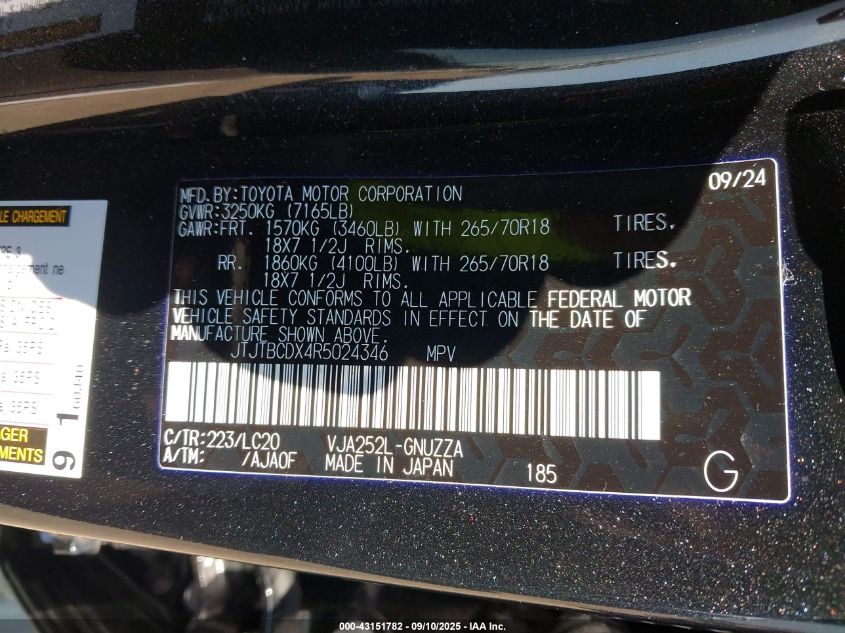 09/24
MFD.BY:TOYOTA MOTOR CORPORATION
GVWR:3250KG (7165LB)
GAWR:FRT. 1570KG (3460LB) WITH 265/70R18 TIRES.
18X7 1/2J RIMS.
RR. 1860KG (4100LB) WITH 265/70R18 TIRES.
18X7 1/2J RIMS.
THIS VEHICLE CONFORMS TO ALL APPLICABLE FEDERAL MOTOR
VEHICLE SAFETY STANDARDS IN EFFECT ON THE DATE OF
MANUFACTURE SHOWN ABOVE.
JTJTBCDX4R5024346 MPV
C/TR:223/LC20 VJA252L-GNUZZA
A/TM: /AJA0F MADE IN JAPAN 185 G
LE CHARGEMENT
91
000-43151782 - 09/10/2025 - IAA Inc.